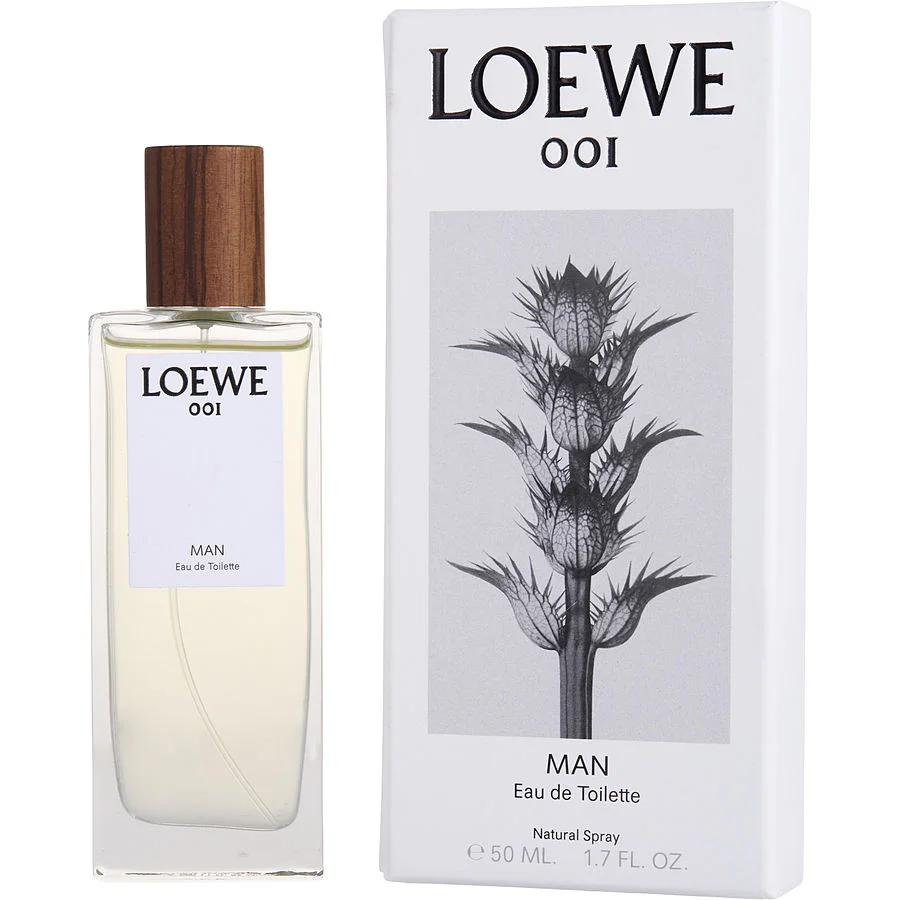 LOEWE
001
MAN
Eau de Toilette
LOEWE
001
MAN
Eau de Toilette
Natural Spray
℮ 50 ML. 1.7 FL. OZ.